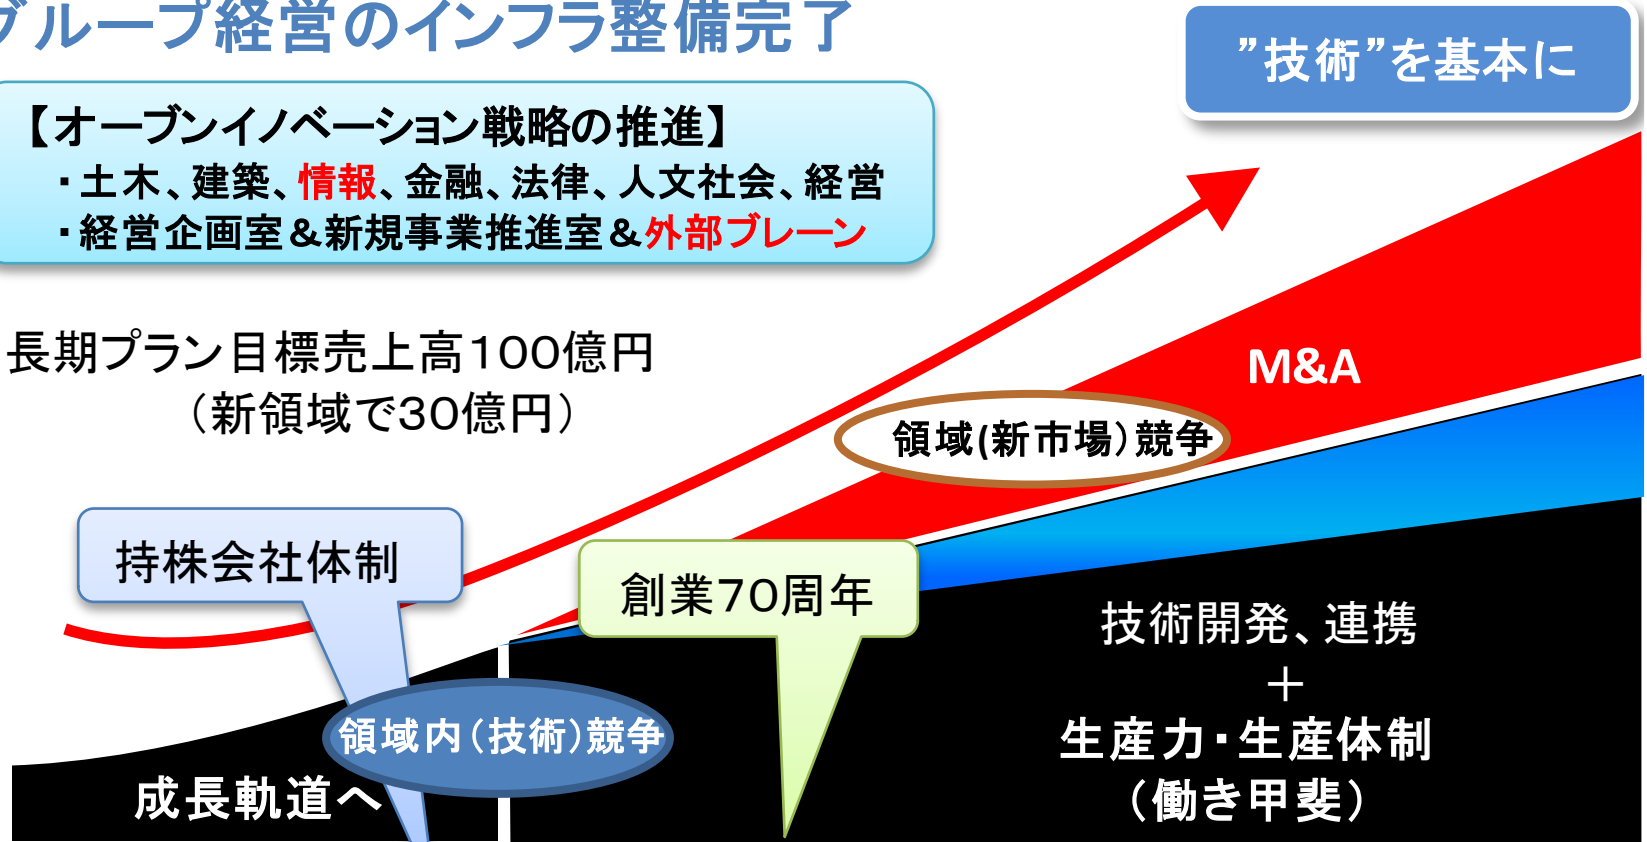 グループ経営のインフラ整備完了
”技術”を基本に
【オーブンイノベーション戦略の推進】
・土木、建築、情報、金融、法律、人文社会、経営
・経営企画室＆新規事業推進室＆外部ブレーン
長期プラン目標売上高100億円
（新領域で30億円）
M&A
領域(新市場）競争
持株会社体制
創業70周年
技術開発、連携
＋
生産力・生産体制
（働き甲斐）
領域内（技術）競争
成長軌道へ